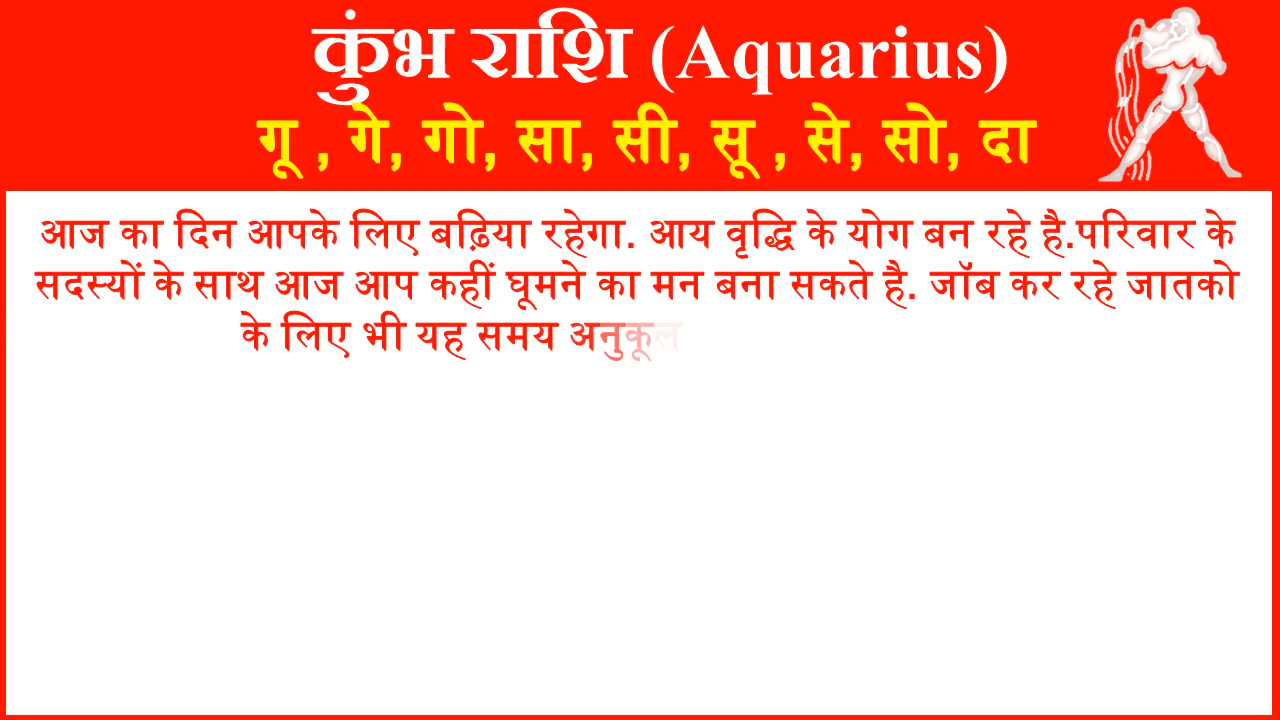 कुंभ राशि (Aquarius)
गू , गे, गो, सा, सी, सू , से, सो, दा
आज का दिन आपके लिए बढ़िया रहेगा. आय वृद्धि के योग बन रहे है.परिवार के
सदस्यों के साथ आज आप कहीं घूमने का मन बना सकते है. जॉब कर रहे जातको
के लिए भी यह समय अनुकूल